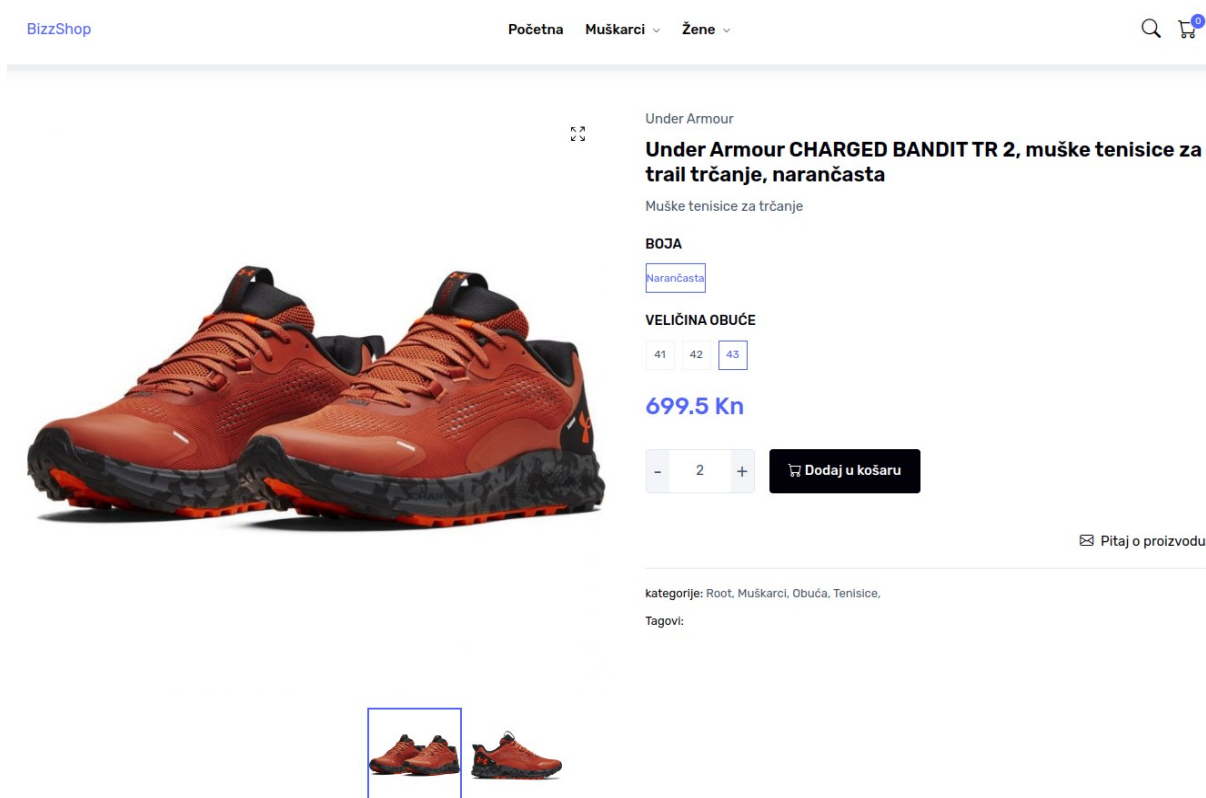 BizzShop
Početna Muškarci Žene
0
Under Armour
Under Armour CHARGED BANDIT TR 2, muške tenisice za
trail trčanje, narančasta
Muške tenisice za trčanje
BOJA
Narančasta
VELIČINA OBUĆE
41 42 43
699.5 Kn
- 2 + Dodaj u košaru
Pitaj o proizvodu
kategorije: Root, Muškarci, Obuća, Tenisice,
Tagovi: